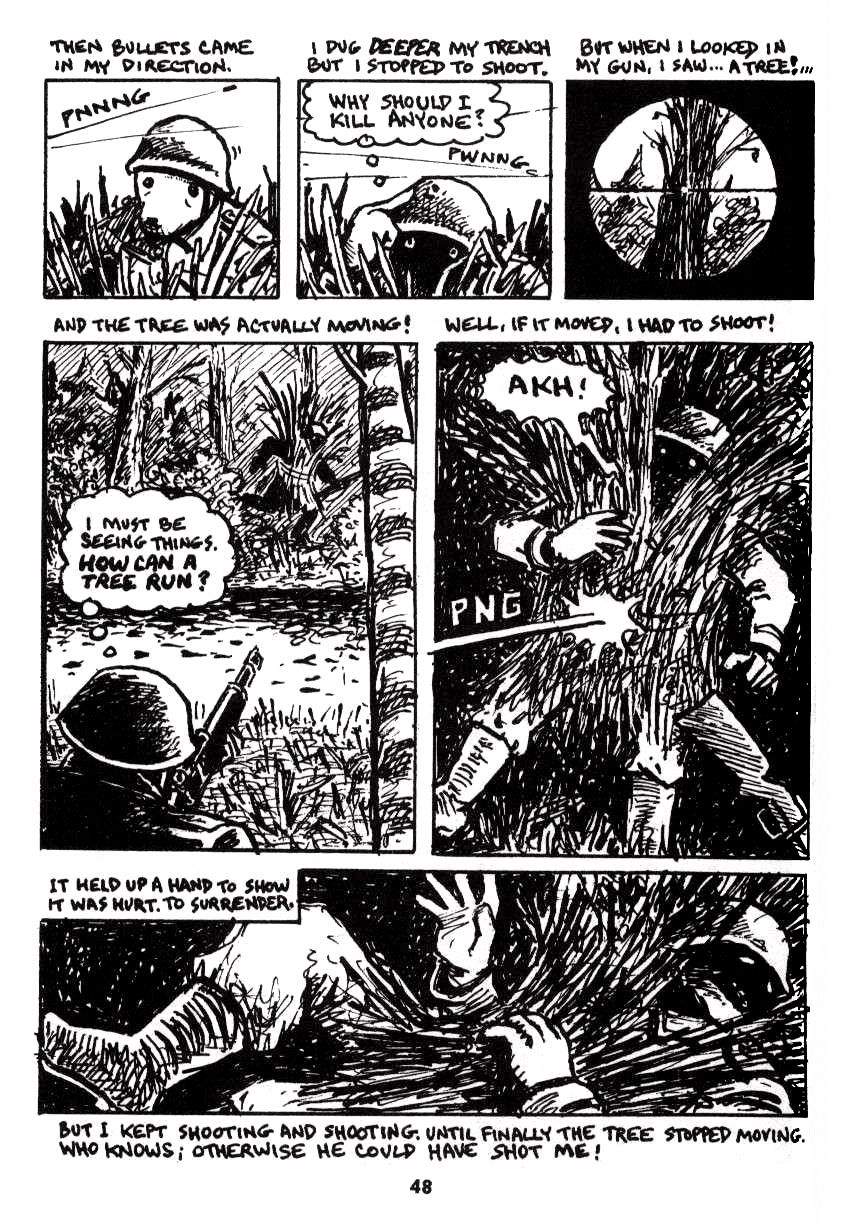 THEN BULLETS CAME
IN MY DIRECTION.
PNNNG
I DUG DEEPER MY TRENCH
BUT I STOPPED TO SHOOT.
WHY SHOULD I
KILL ANYONE?
PWNNG
BUT WHEN I LOOKED IN
MY GUN, I SAW... A TREE!...
AND THE TREE WAS ACTUALLY MOVING!
I MUST BE
SEEING THINGS.
HOW CAN A
TREE RUN?
WELL, IF IT MOVED, I HAD TO SHOOT!
AKH!
PNG
IT HELD UP A HAND TO SHOW
IT WAS HURT. TO SURRENDER.
BUT I KEPT SHOOTING AND SHOOTING. UNTIL FINALLY THE TREE STOPPED MOVING.
WHO KNOWS; OTHERWISE HE COULD HAVE SHOT ME!
48